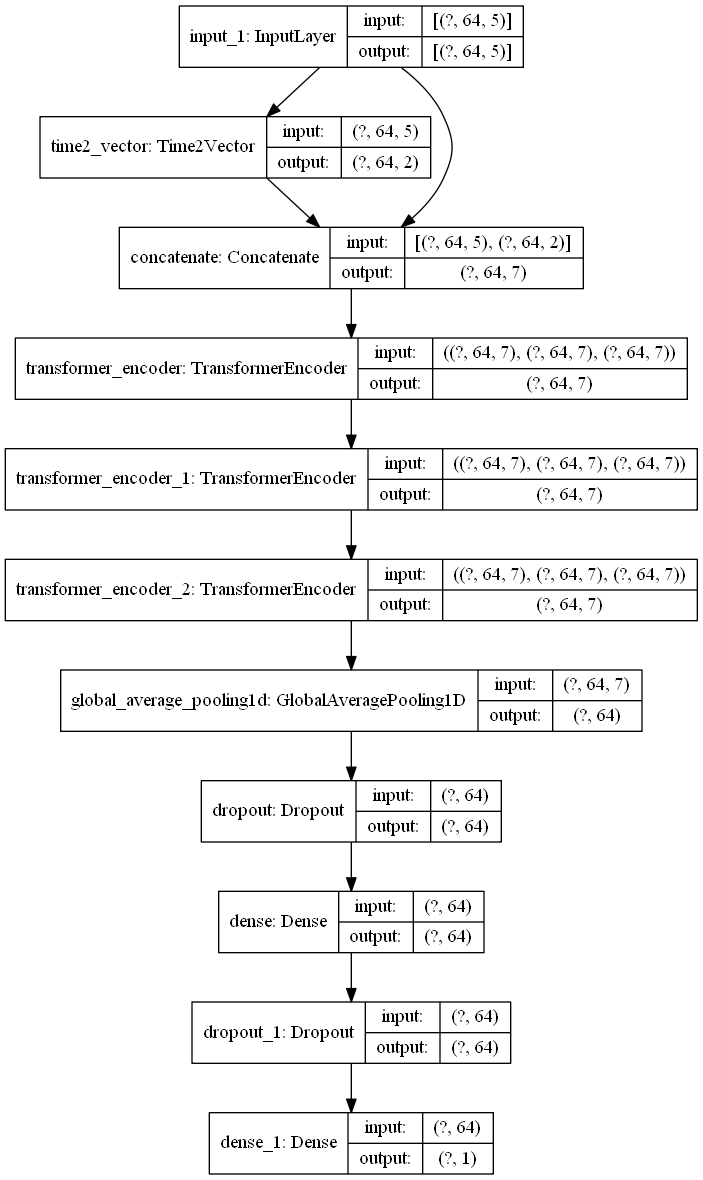 input_1: InputLayer
input:
[(?, 64, 5)]
output:
[(?, 64, 5)]
time2_vector: Time2Vector
input:
(?, 64, 5)
output:
(?, 64, 2)
concatenate: Concatenate
input:
[(?, 64, 5), (?, 64, 2)]
output:
(?, 64, 7)
transformer_encoder: TransformerEncoder
input:
((?, 64, 7), (?, 64, 7), (?, 64, 7))
output:
(?, 64, 7)
transformer_encoder_1: TransformerEncoder
input:
((?, 64, 7), (?, 64, 7), (?, 64, 7))
output:
(?, 64, 7)
transformer_encoder_2: TransformerEncoder
input:
((?, 64, 7), (?, 64, 7), (?, 64, 7))
output:
(?, 64, 7)
global_average_pooling1d: GlobalAveragePooling1D
input:
(?, 64, 7)
output:
(?, 64)
dropout: Dropout
input:
(?, 64)
output:
(?, 64)
dense: Dense
input:
(?, 64)
output:
(?, 64)
dropout_1: Dropout
input:
(?, 64)
output:
(?, 64)
dense_1: Dense
input:
(?, 64)
output:
(?, 1)